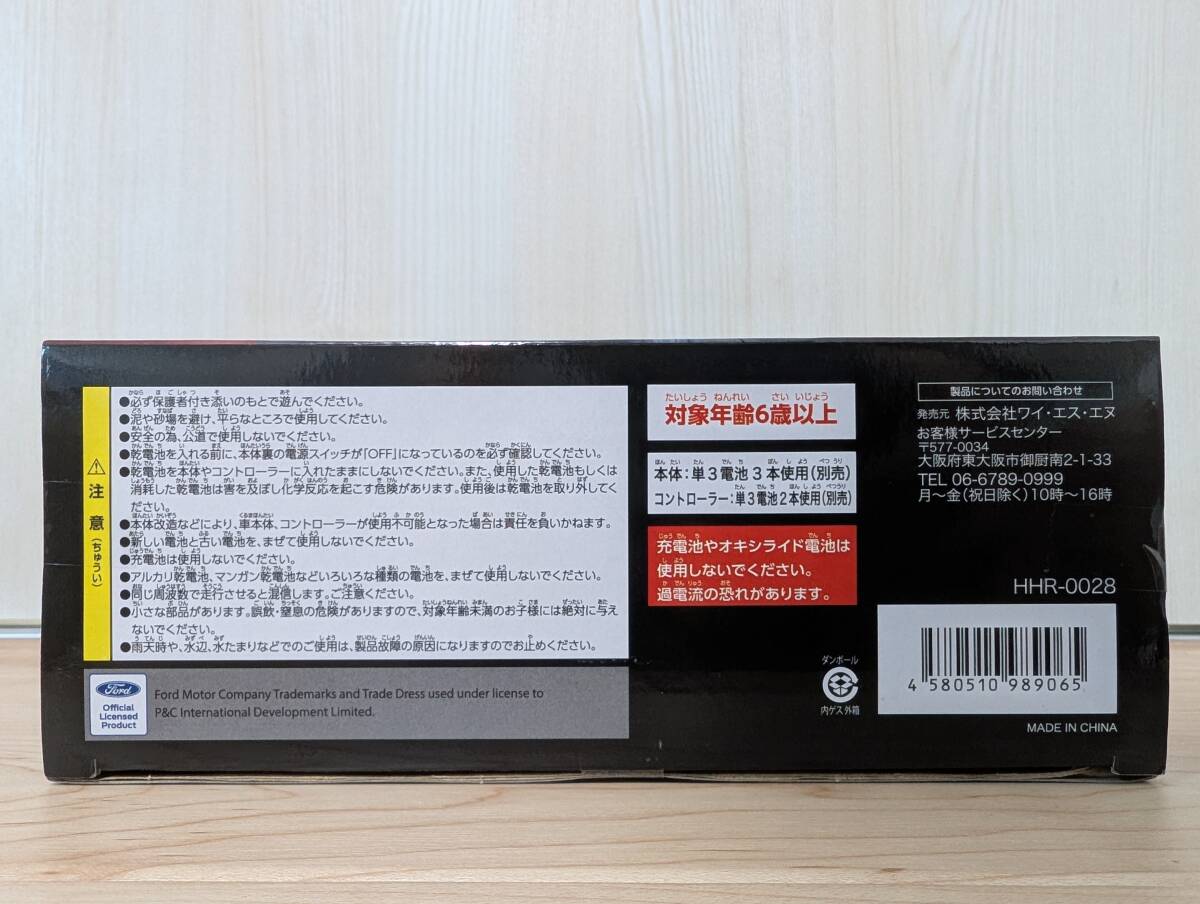 注意(ちゅうい)
●必ず保護者付き添いのもとで遊んでください。
●泥や砂場を避け、平らなところで使用してください。
●安全の為、公道で使用しないでください。
●乾電池を入れる前に、本体裏の電源スイッチが「OFF」になっているのを必ず確認してください。
●乾電池を本体やコントローラーに入れたままにしないでください。また、使用した乾電池もしくは
消耗した乾電池は害を及ぼし化学反応を起こす危険があります。使用後は乾電池を取り外してく
ださい。
●本体改造などにより、車本体、コントローラーが使用不可能となった場合は責任を負いかねます。
●新しい電池と古い電池を、まぜて使用しないでください。
●充電池は使用しないでください。
●アルカリ乾電池、マンガン乾電池などいろいろな種類の電池を、まぜて使用しないでください。
●同じ周波数で走行させると混信します。ご注意ください。
●小さな部品があります。誤飲・窒息の危険がありますので、対象年齢未満のお子様には絶対に与え
ないでください。
●雨天時や、水辺、水たまりなどでのご使用は、製品故障の原因になりますのでお止めください。
Ford
Official
Licensed
Product
Ford Motor Company Trademarks and Trade Dress used under license to
P&C International Development Limited.
たいしょう ねんれい さい いじょう
対象年齢6歳以上
本体:単3電池3本使用(別売)
コントローラー:単3電池2本使用(別売)
充電池やオキシライド電池は
使用しないでください。
過電流の恐れがあります。
製品についてのお問い合わせ
発売元 株式会社ワイ・エス・エヌ
お客様サービスセンター
〒577-0034
大阪府東大阪市御厨南2-1-33
TEL 06-6789-0999
月〜金(祝日除く)10時〜16時
HHR-0028
ダンボール
内ゲス 外箱
4 580510 989065
MADE IN CHINA